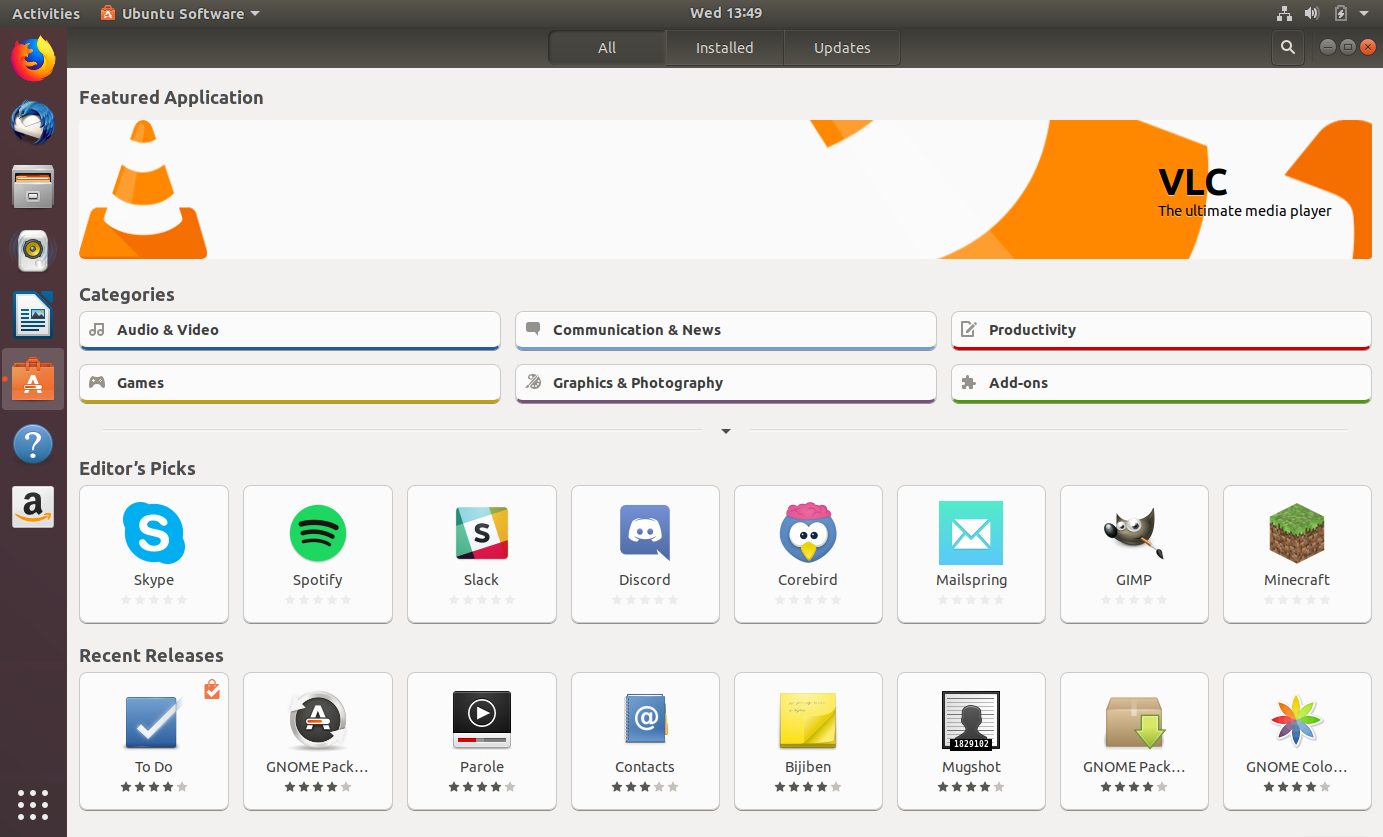 Activities Ubuntu Software Wed 13:49
All Installed Updates
Featured Application
VLC
The ultimate media player
Categories
Audio & Video Communication & News Productivity
Games Graphics & Photography Add-ons
Editor’s Picks
Skype Spotify Slack Discord Corebird Mailspring GIMP Minecraft
Recent Releases
1829102
To Do GNOME Pack… Parole Contacts Bijiben Mugshot GNOME Pack… GNOME Colo…